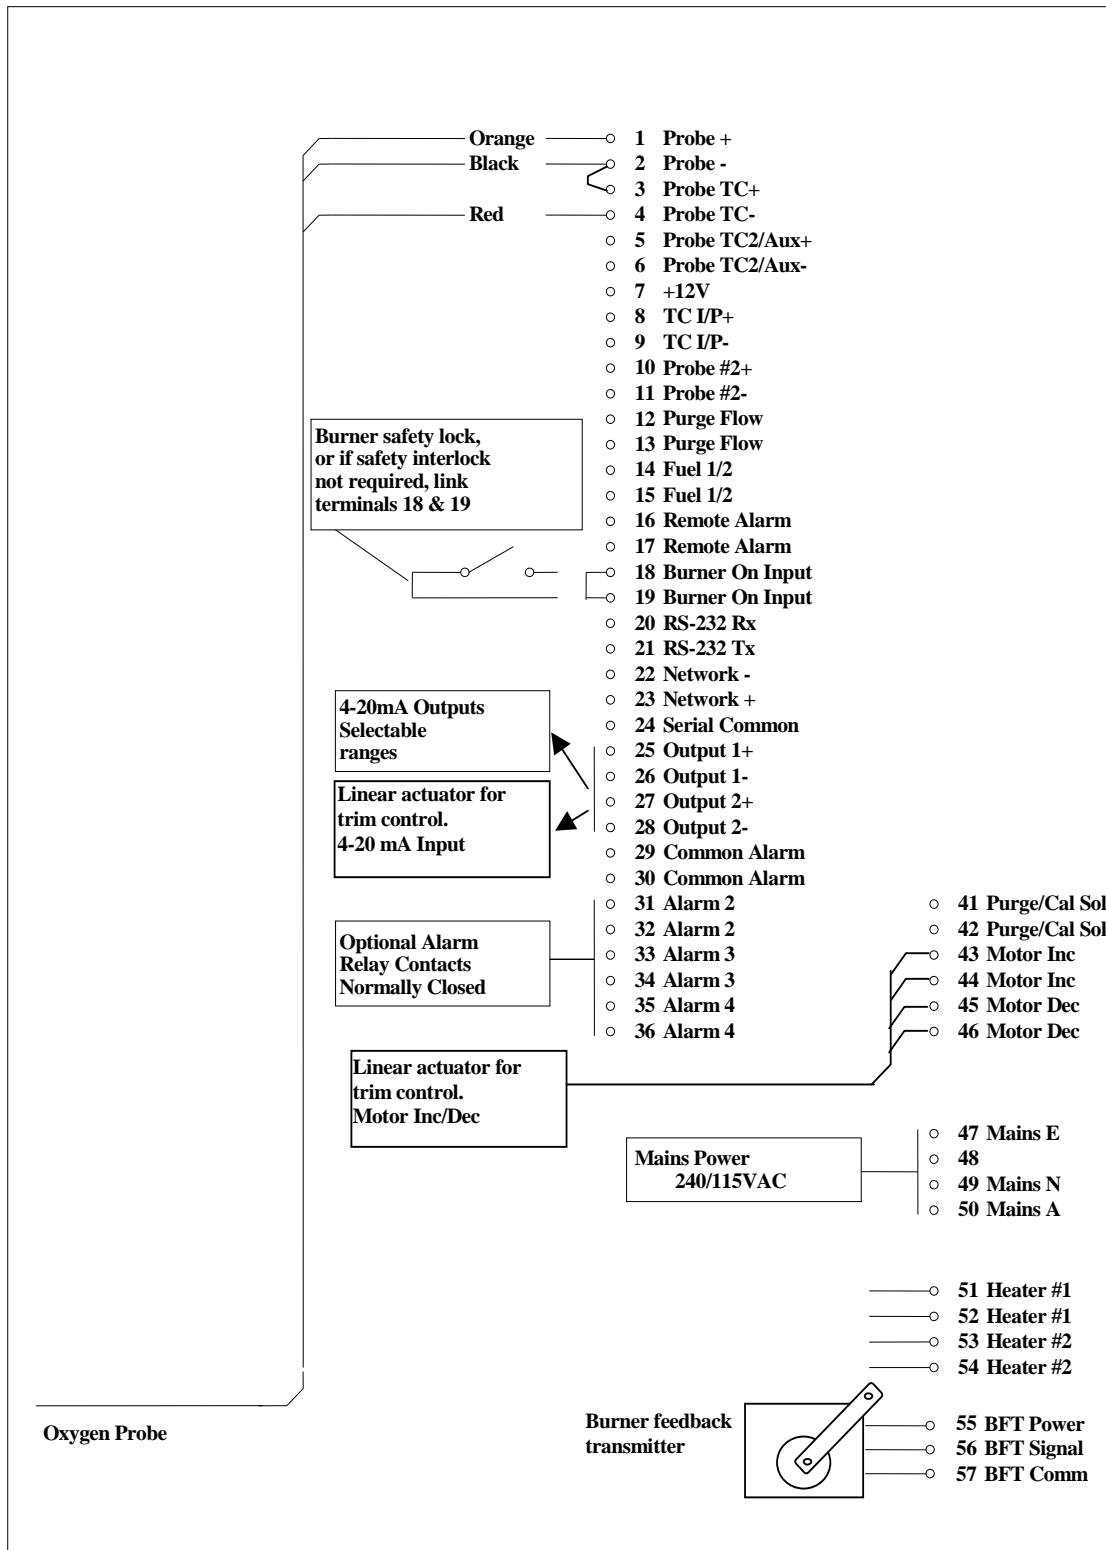 Orange
1 Probe +
Black
2 Probe -
3 Probe TC+
Red
4 Probe TC-
5 Probe TC2/Aux+
6 Probe TC2/Aux-
7 +12V
8 TC I/P+
9 TC I/P-
10 Probe #2+
11 Probe #2-
12 Purge Flow
13 Purge Flow
14 Fuel 1/2
15 Fuel 1/2
16 Remote Alarm
17 Remote Alarm
18 Burner On Input
19 Burner On Input
20 RS-232 Rx
21 RS-232 Tx
22 Network -
23 Network +
24 Serial Common
25 Output 1+
26 Output 1-
27 Output 2+
28 Output 2-
29 Common Alarm
30 Common Alarm
31 Alarm 2
32 Alarm 2
33 Alarm 3
34 Alarm 3
35 Alarm 4
36 Alarm 4
Burner safety lock,
or if safety interlock
not required, link
terminals 18 & 19
4-20mA Outputs
Selectable
ranges
Linear actuator for
trim control.
4-20 mA Input
Optional Alarm
Relay Contacts
Normally Closed
Linear actuator for
trim control.
Motor Inc/Dec
41 Purge/Cal Sol
42 Purge/Cal Sol
43 Motor Inc
44 Motor Inc
45 Motor Dec
46 Motor Dec
Mains Power
240/115VAC
47 Mains E
48
49 Mains N
50 Mains A
51 Heater #1
52 Heater #1
53 Heater #2
54 Heater #2
Burner feedback
transmitter
55 BFT Power
56 BFT Signal
57 BFT Comm
Oxygen Probe